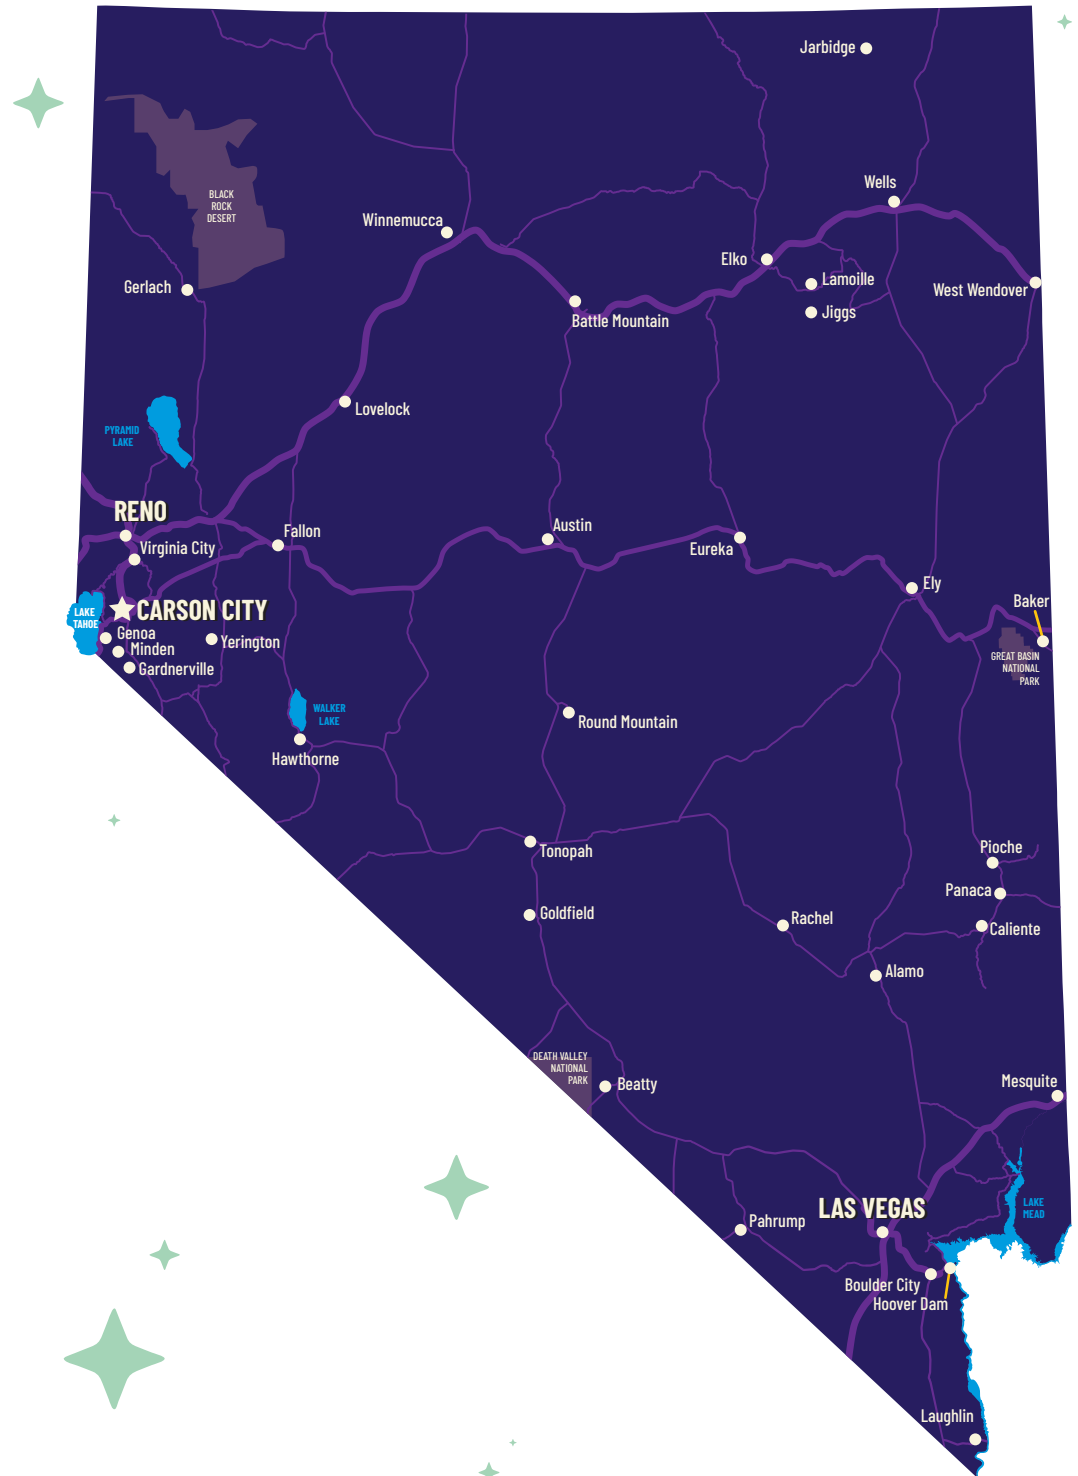 Jarbidge
Wells
BLACK
ROCK
DESERT
Winnemucca
Elko
Lamoille
Gerlach
West Wendover
Jiggs
Battle Mountain
Lovelock
PYRAMID
LAKE
RENO
Fallon
Austin
Virginia City
Eureka
Ely
Baker
LAKE
TAHOE
CARSON CITY
Genoa
Minden
Yerington
Gardnerville
GREAT BASIN
NATIONAL
PARK
WALKER
LAKE
Round Mountain
Hawthorne
Tonopah
Pioche
Panaca
Goldfield
Rachel
Caliente
Alamo
DEATH VALLEY
NATIONAL
PARK
Beatty
Mesquite
LAKE
MEAD
LAS VEGAS
Pahrump
Boulder City
Hoover Dam
Laughlin